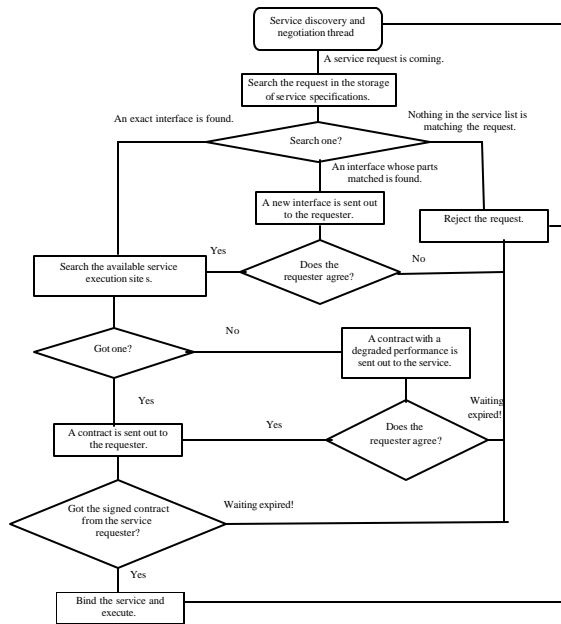 Service discovery and
negotiation thread
A service request is coming.
Search the request in the storage
of service specifications.
An exact interface is found.
Nothing in the service list is
matching the request.
Search one?
An interface whose parts
matched is found.
A new interface is sent out
to the requester.
Reject the request.
Yes
Does the
requester agree?
No
Search the available service
execution sites.
Got one?
No
A contract with a
degraded performance is
sent out to the service.
Yes
Waiting
expired!
A contract is sent out to
the requester.
Yes
Does the
requester agree?
Got the signed contract
from the service
requester?
Waiting expired!
Yes
Bind the service and
execute.